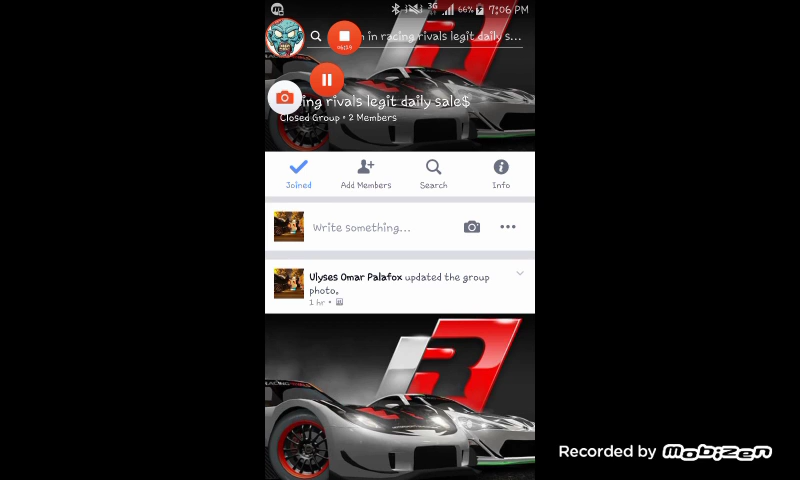 3G 66% 7:06 PM
in racing rivals legit daily s...
04:29
ing rivals legit daily sale$
Closed Group • 2 Members
Joined Add Members Search Info
Write something...
Ulyses Omar Palafox updated the group
photo.
1 hr •
R
Recorded by Mobizen